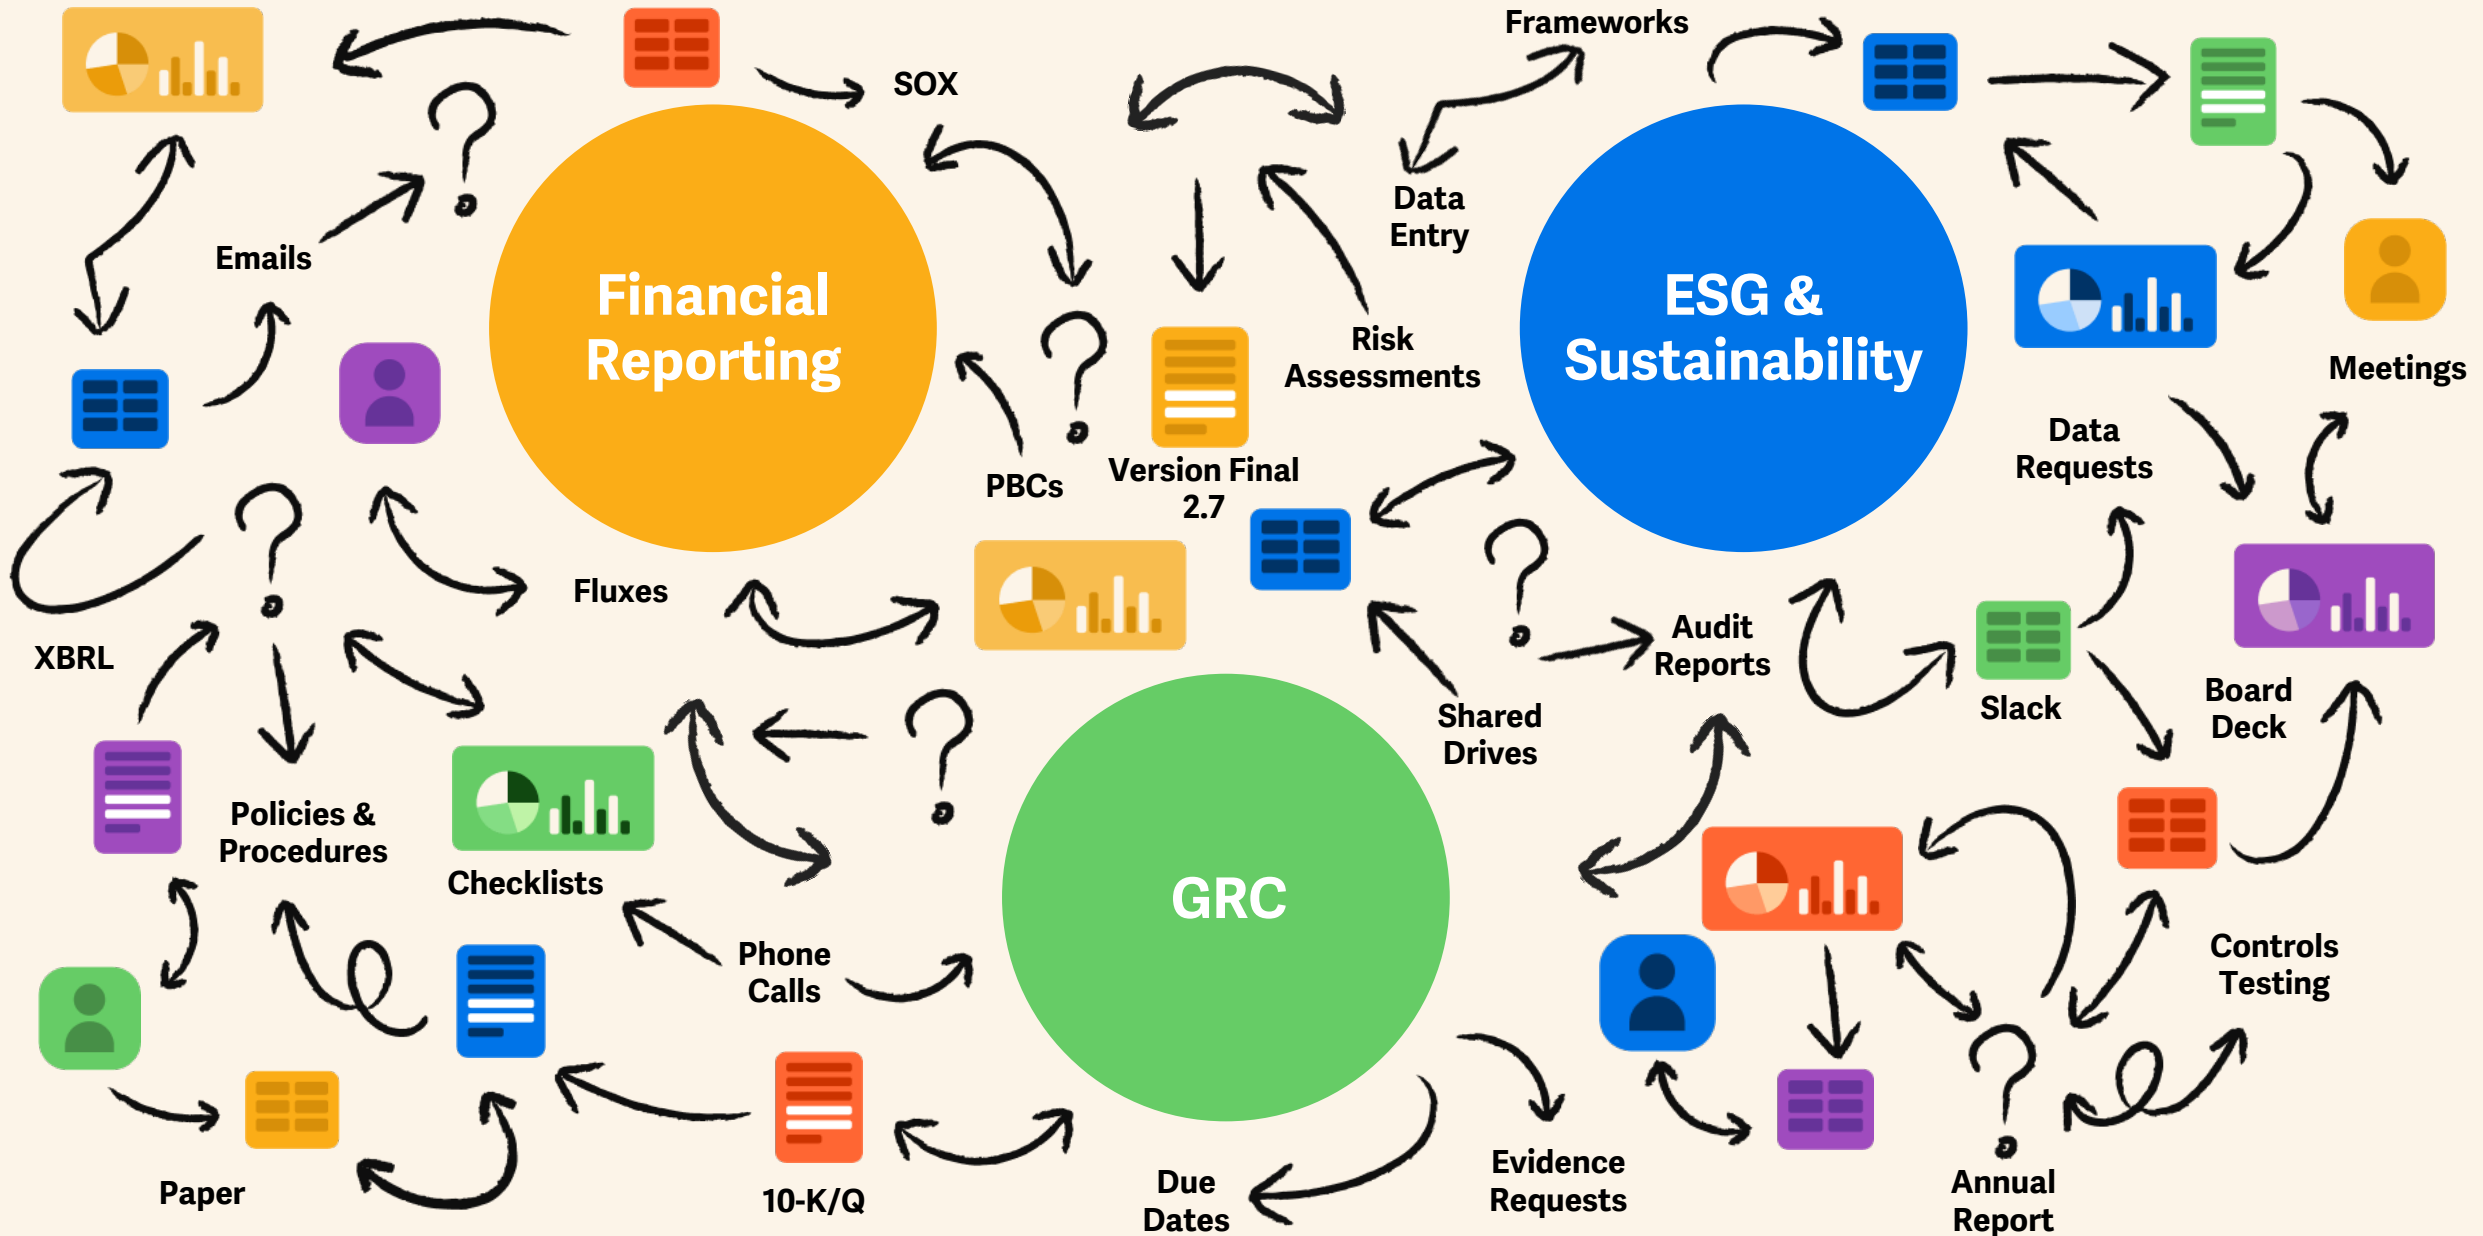 Frameworks
SOX
Data
Entry
Emails
Financial
Reporting
ESG &
Sustainability
Risk
Assessments
Meetings
Data
Requests
PBCs
Version Final
2.7
Fluxes
XBRL
Audit
Reports
Shared
Drives
Slack
Board
Deck
Policies &
Procedures
Checklists
GRC
Phone
Calls
Controls
Testing
Paper
10-K/Q
Due
Dates
Evidence
Requests
Annual
Report